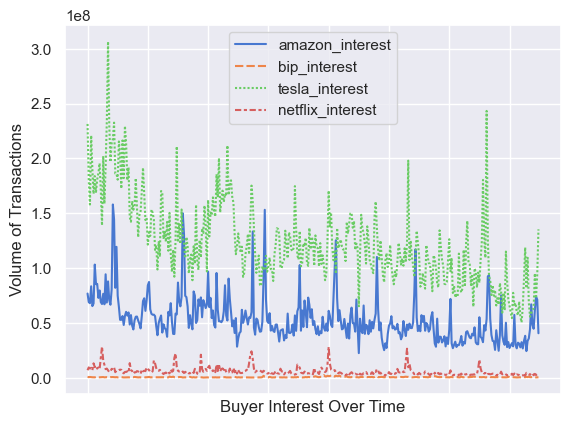 1e8
3.0
2.5
2.0
1.5
1.0
0.5
0.0
Volume of Transactions
amazon_interest
bip_interest
tesla_interest
netflix_interest
Buyer Interest Over Time